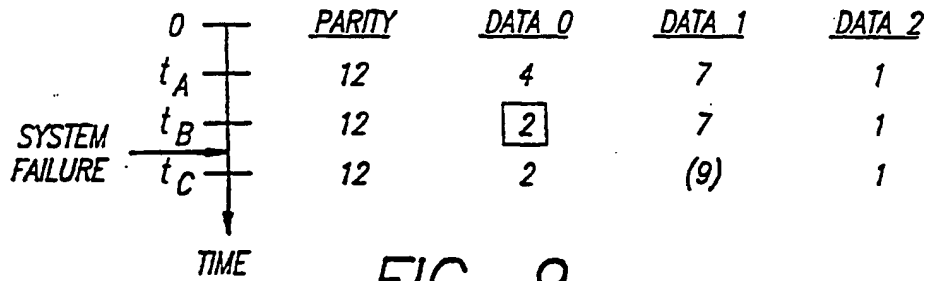 0 PARITY DATA 0 DATA 1 DATA 2
tA 12 4 7 1
tB 12 2 7 1
SYSTEM FAILURE
tC 12 2 (9) 1
TIME